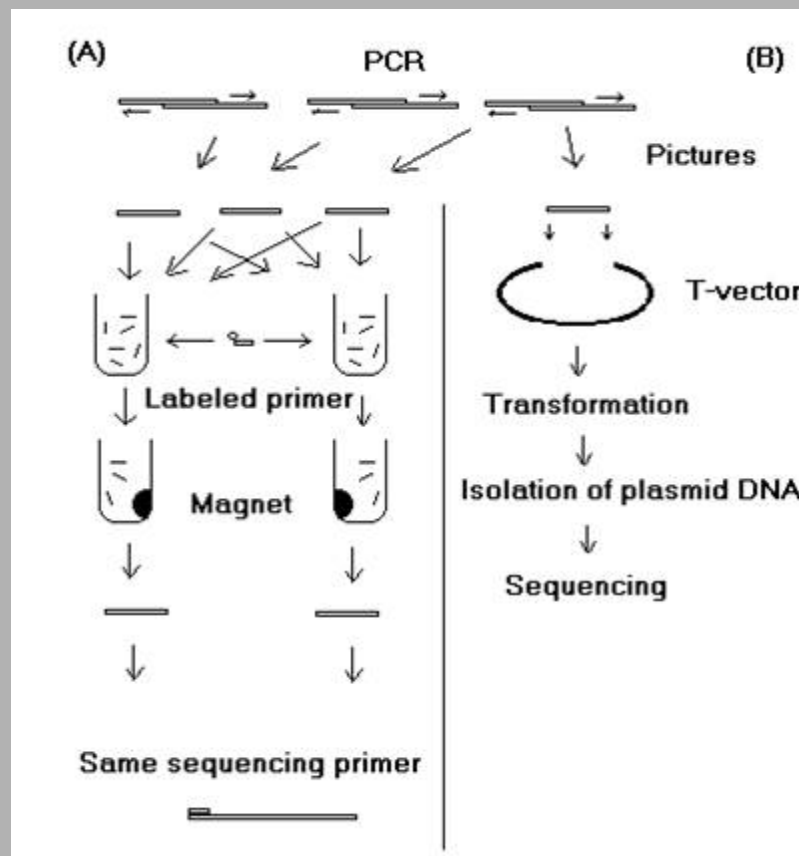 (A)
PCR
(B)
Pictures
T-vector
Labeled primer
Transformation
Magnet
Isolation of plasmid DNA
Sequencing
Same sequencing primer